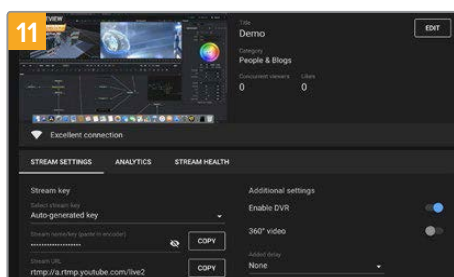 11
PREVIEW
Title
Demo
EDIT
Category
People & Blogs
Concurrent viewers Likes
0 0
Excellent connection
STREAM SETTINGS ANALYTICS STREAM HEALTH
Stream key
Additional settings
Select stream key
Auto-generated key
Enable DVR
Stream name/key (paste in encoder)
COPY
360° video
Stream URL
rtmp://a.rtmp.youtube.com/live2
COPY
Added delay
None